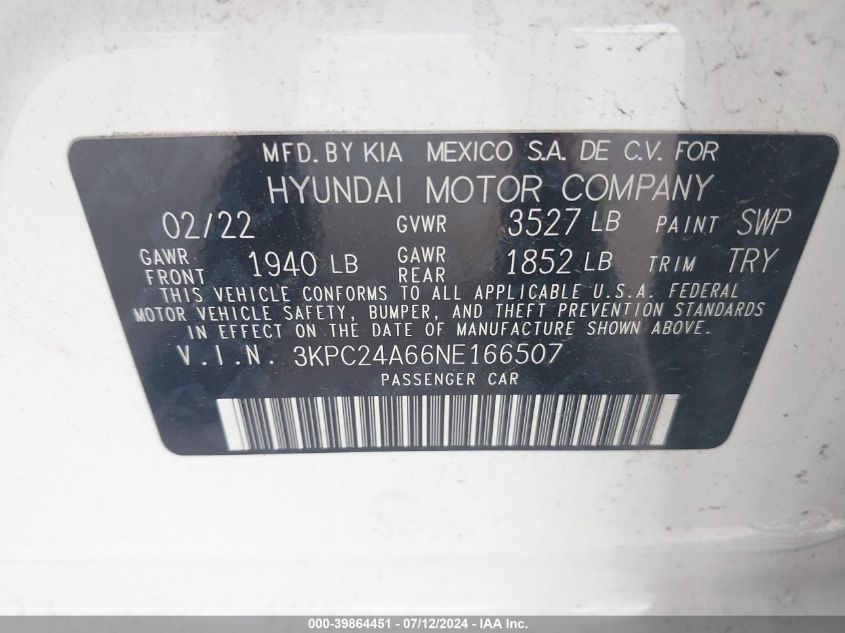 MFD. BY KIA MEXICO S.A. DE C.V. FOR
HYUNDAI MOTOR COMPANY
02/22 GVWR 3527 LB PAINT SWP
GAWR FRONT 1940 LB GAWR REAR 1852 LB TRIM TRY
THIS VEHICLE CONFORMS TO ALL APPLICABLE U.S.A. FEDERAL
MOTOR VEHICLE SAFETY, BUMPER, AND THEFT PREVENTION STANDARDS
IN EFFECT ON THE DATE OF MANUFACTURE SHOWN ABOVE.
V.I.N. 3KPC24A66NE166507
PASSENGER CAR
000-39864451 - 07/12/2024 - IAA Inc.